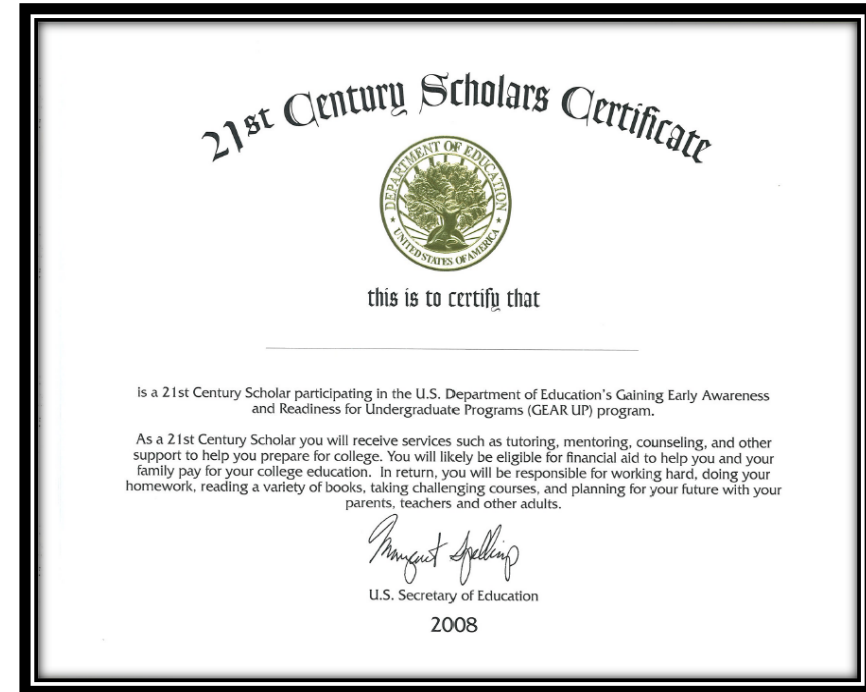 21st Century Scholars Certificate
DEPARTMENT OF EDUCATION
UNITED STATES OF AMERICA
this is to certify that
is a 21st Century Scholar participating in the U.S. Department of Education's Gaining Early Awareness
and Readiness for Undergraduate Programs (GEAR UP) program.
As a 21st Century Scholar you will receive services such as tutoring, mentoring, counseling, and other
support to help you prepare for college. You will likely be eligible for financial aid to help you and your
family pay for your college education. In return, you will be responsible for working hard, doing your
homework, reading a variety of books, taking challenging courses, and planning for your future with your
parents, teachers and other adults.
Margaret Spellings
U.S. Secretary of Education
2008